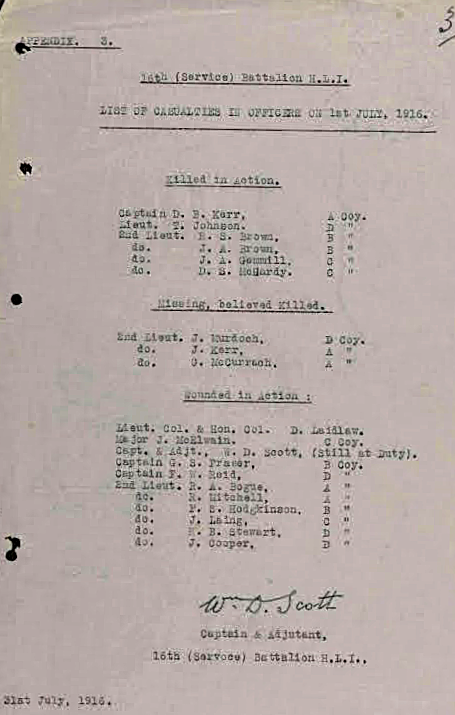 3
APPENDIX. 3.
16th (Service) Battalion H.L.I.
LIST OF CASUALTIES IN OFFICERS ON 1st JULY, 1916.
Killed in Action.
Captain D. B. Kerr, A Coy.
Lieut. T. Johnson. D "
2nd Lieut. R. S. Brown, B "
do. J. A. Brown, B "
do. J. A. Gemmill, C "
do. D. S. McHardy. C "
Missing, believed Killed.
2nd Lieut. J. Murdoch, D Coy.
do. J. Kerr, A "
do. G. McCurrach. A "
Wounded in Action :
Lieut. Col. & Hon. Col. D. Laidlaw.
Major J. McElwain. C Coy.
Capt. & Adjt., W. D. Scott, (Still at Duty).
Captain G. S. Fraser, B Coy.
Captain F. W. Reid, D "
2nd Lieut. R. A. Bogue, A "
do. R. Mitchell, A "
do. F. S. Hodgkinson, B "
do. J. Laing, C "
do. B. Stewart, D "
do. J. Cooper, B "
Wm D. Scott
Captain & Adjutant,
16th (Servoce) Battalion H.L.I.,
31st July, 1916.